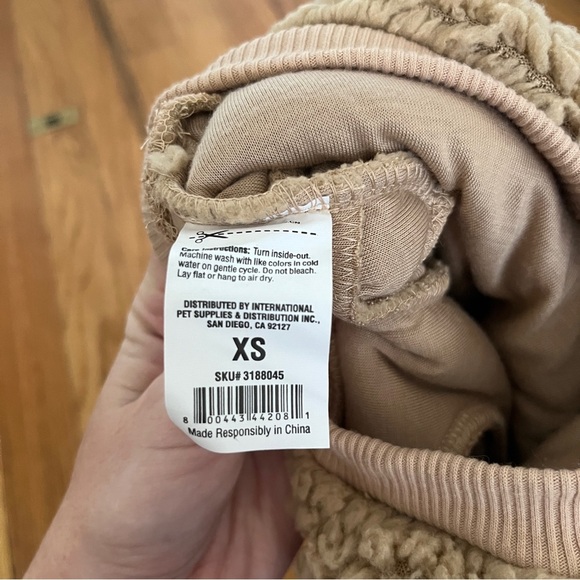 Care Instructions: Turn inside-out.
Machine wash with like colors in cold
water on gentle cycle. Do not bleach.
Lay flat or hang to air dry.
DISTRIBUTED BY INTERNATIONAL
PET SUPPLIES & DISTRIBUTION INC.,
SAN DIEGO, CA 92127
XS
SKU# 3188045
8 00443 44208 1
Made Responsibly in China